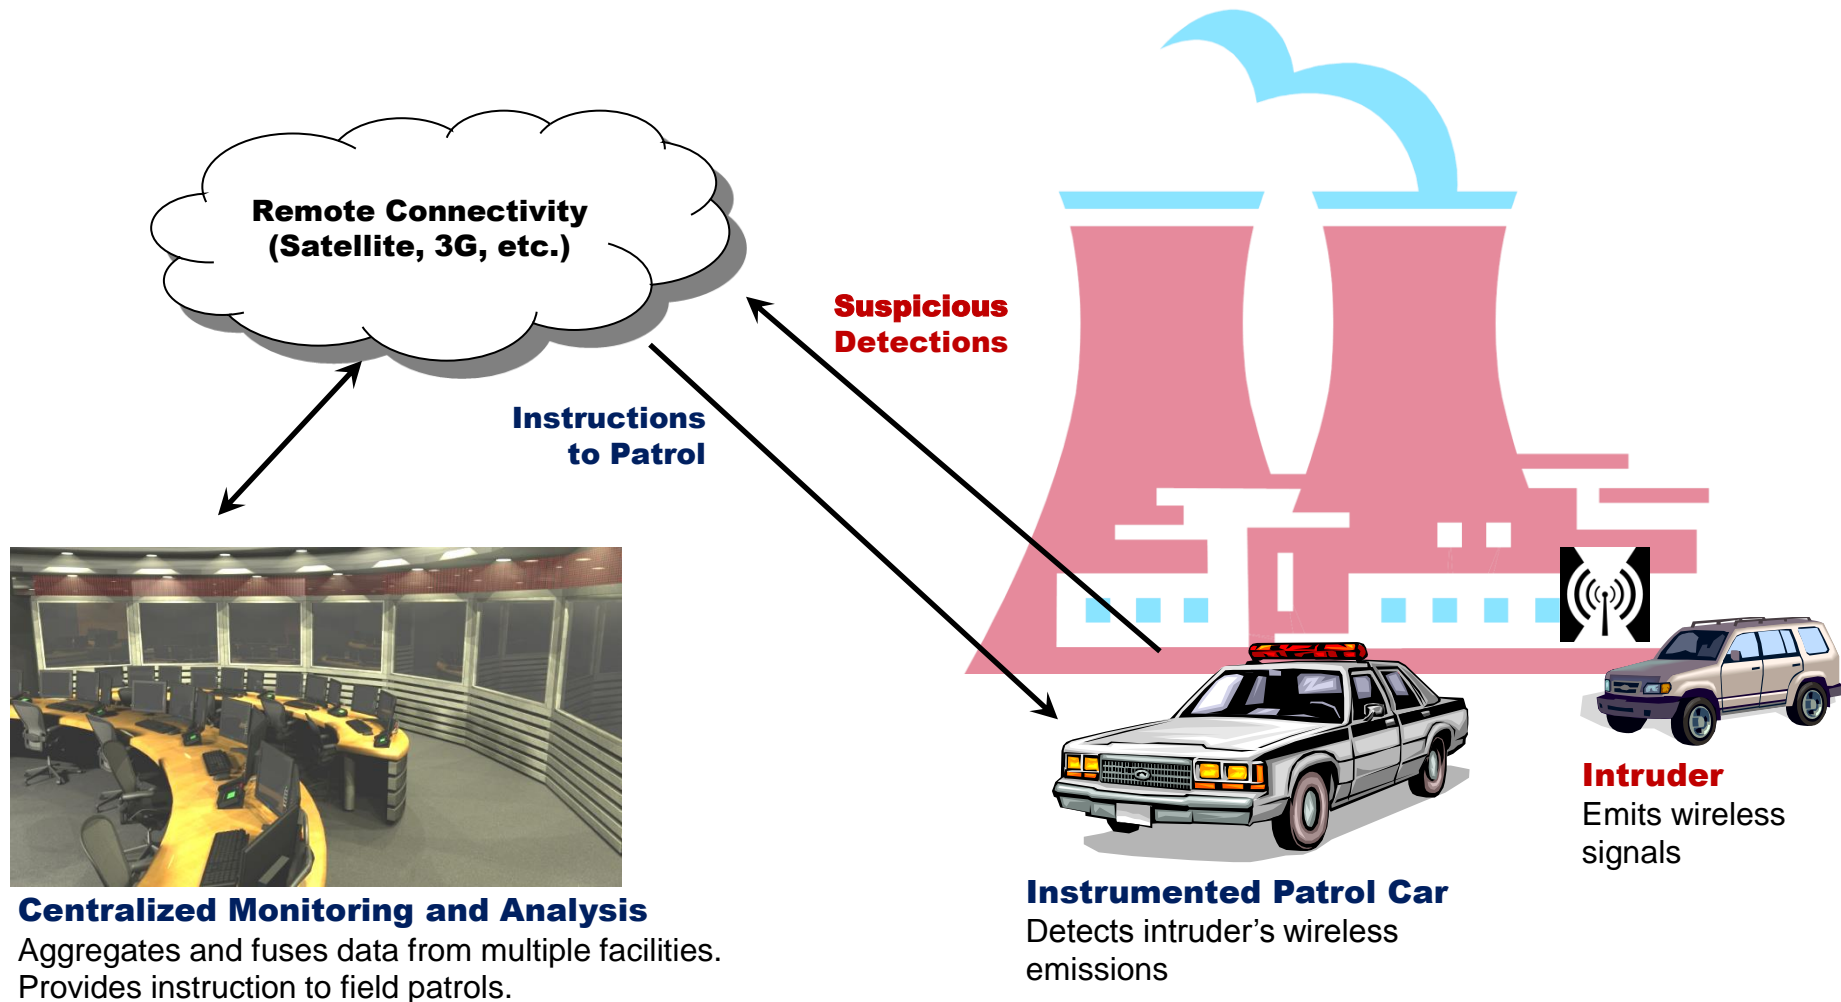 Remote Connectivity
(Satellite, 3G, etc.)
Suspicious
Detections
Instructions
to Patrol
Intruder
Emits wireless
signals
Instrumented Patrol Car
Detects intruder’s wireless
emissions
Centralized Monitoring and Analysis
Aggregates and fuses data from multiple facilities.
Provides instruction to field patrols.